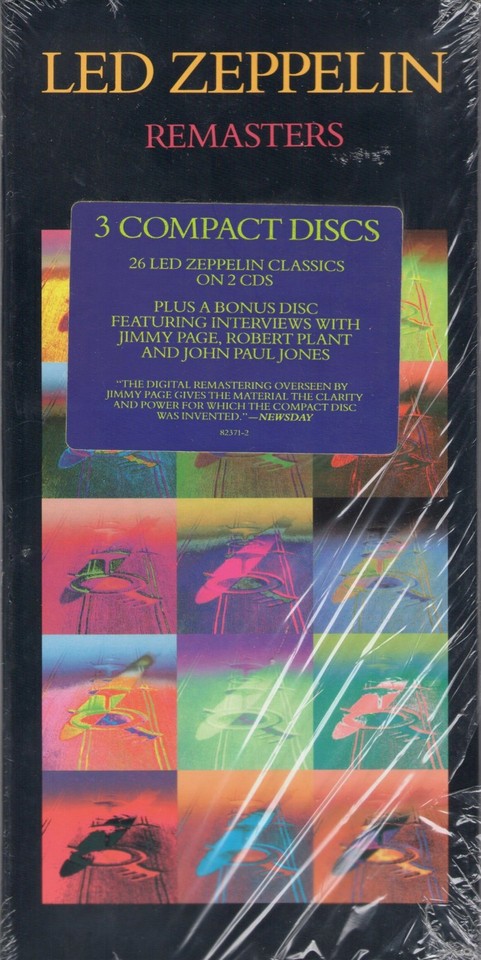 LED ZEPPELIN
REMASTERS
3 COMPACT DISCS
26 LED ZEPPELIN CLASSICS
ON 2 CDS
PLUS A BONUS DISC
FEATURING INTERVIEWS WITH
JIMMY PAGE, ROBERT PLANT
AND JOHN PAUL JONES
“THE DIGITAL REMASTERING OVERSEEN BY
JIMMY PAGE GIVES THE MATERIAL THE CLARITY
AND POWER FOR WHICH THE COMPACT DISC
WAS INVENTED.”—NEWSDAY
82371-2